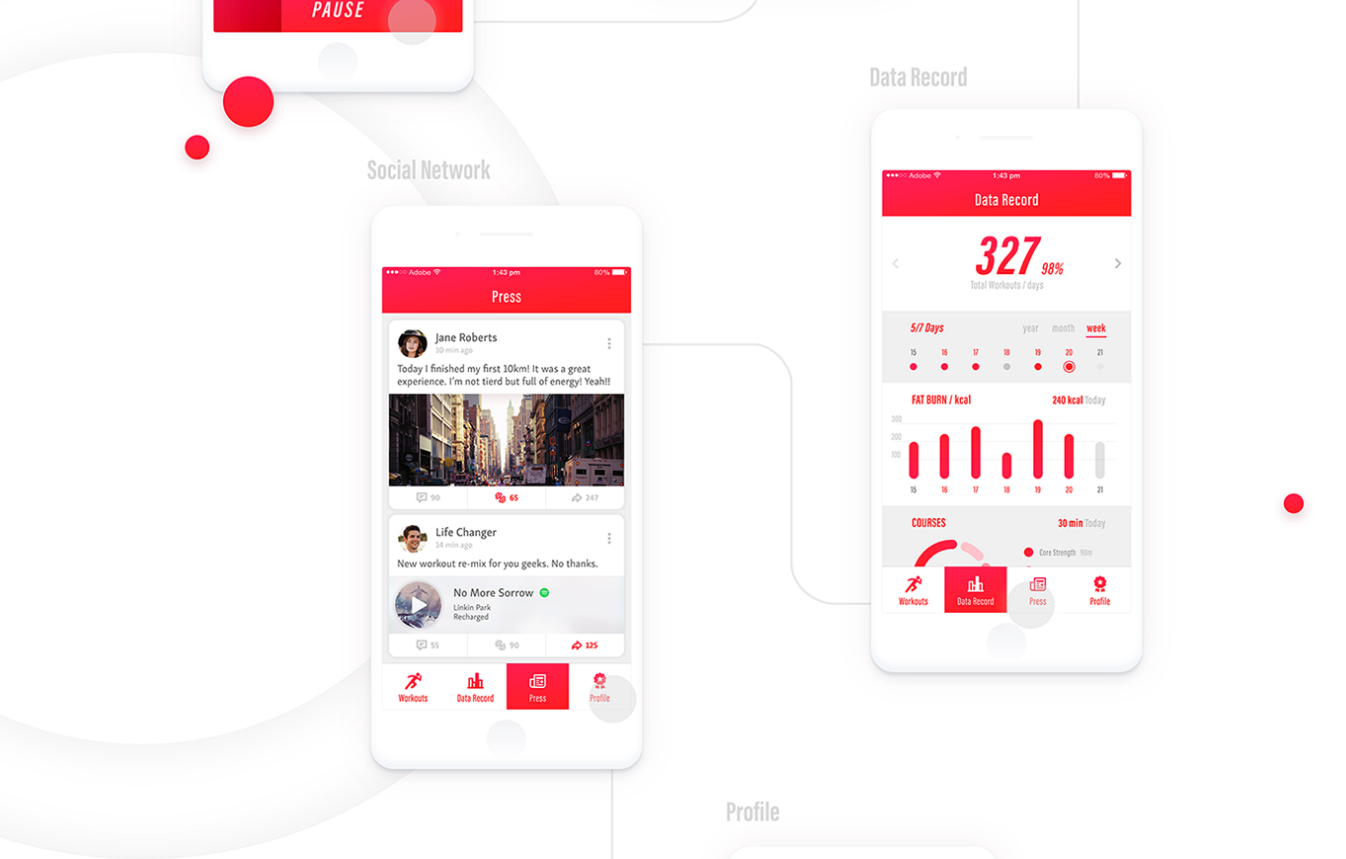 PAUSE
Social Network
Adobe 1:43 pm 80%
Press
Jane Roberts
30 min ago
Today I finished my first 10km! It was a great
experience. I'm not tierd but full of energy! Yeah!!
90 65 247
Life Changer
34 min ago
New workout re-mix for you geeks. No thanks.
No More Sorrow
Linkin Park
Recharged
55 90 125
Workouts Data Record Press Profile
Data Record
Adobe 1:43 pm 80%
Data Record
327 98%
Total Workouts / days
5/7 Days year month week
15 16 17 18 19 20 21
FAT BURN / kcal 240 kcal Today
300
200
100
15 16 17 18 19 20 21
COURSES 30 min Today
Core Strength 90m
Workouts Data Record Press Profile
Profile